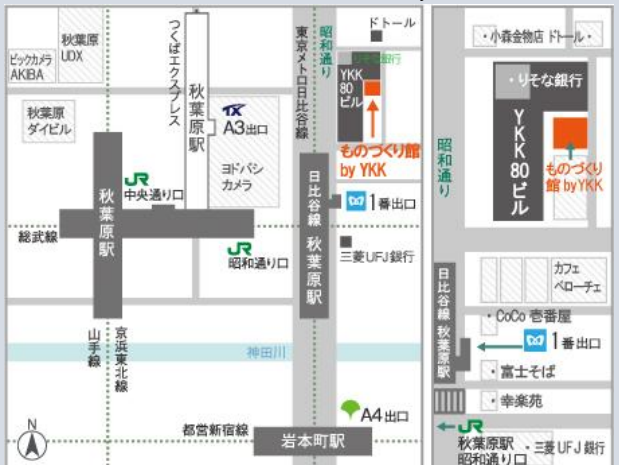 ドトール
秋葉原
UDX
ビックカメラ
AKIBA
つくばエクスプレス
秋葉原駅
東京メトロ日比谷線
昭和通り
りそな銀行
YKK
80
ビル
秋葉原
ダイビル
TX
A3出口
ヨドバシ
カメラ
ものづくり館
by YKK
JR
中央通り口
秋葉原駅
日比谷線 秋葉原駅
1番出口
総武線
JR
昭和通り口
三菱UFJ銀行
山手線
京浜東北線
神田川
N
都営新宿線
A4出口
岩本町駅
・小森金物店 ドトール・
・りそな銀行
昭和通り
YKK80ビル
ものづくり
館 by YKK
カフェ
ベローチェ
日比谷線 秋葉原駅
・CoCo 壱番屋
1番出口
・富士そば
・幸楽苑
JR
秋葉原駅
昭和通り口
・三菱UFJ銀行